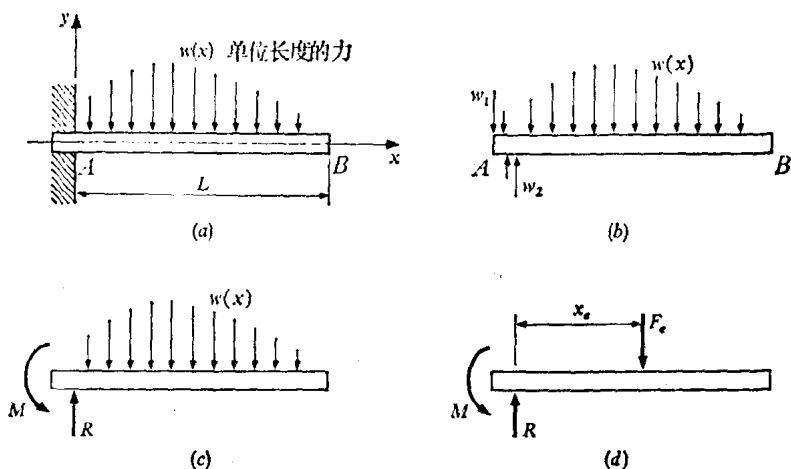 y
w(x) 单位长度的力
A
B
x
L
(a)
w(x)
w₁
A
B
w₂
(b)
w(x)
M
R
(c)
xₑ
Fₑ
M
R
(d)